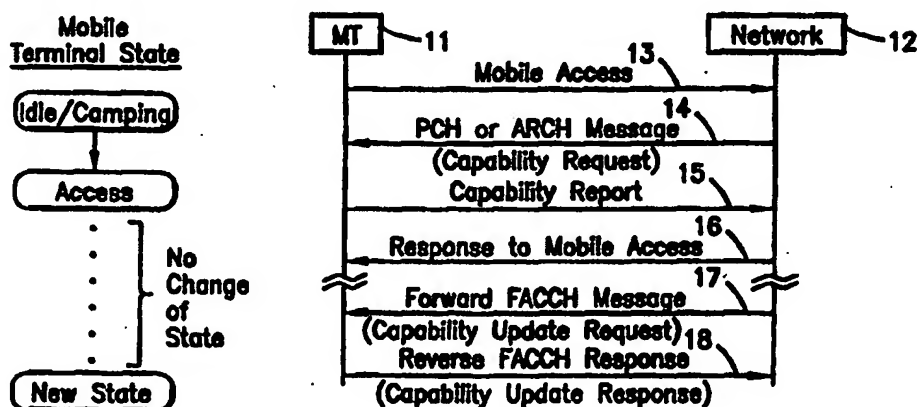 Mobile
Terminal State
Idle/Camping
Access
No
Change
of
State
New State
MT
11
Network
12
13
Mobile Access
14
PCH or ARCH Message
(Capability Request)
15
Capability Report
16
Response to Mobile Access
17
Forward FACCH Message
(Capability Update Request)
18
Reverse FACCH Response
(Capability Update Response)